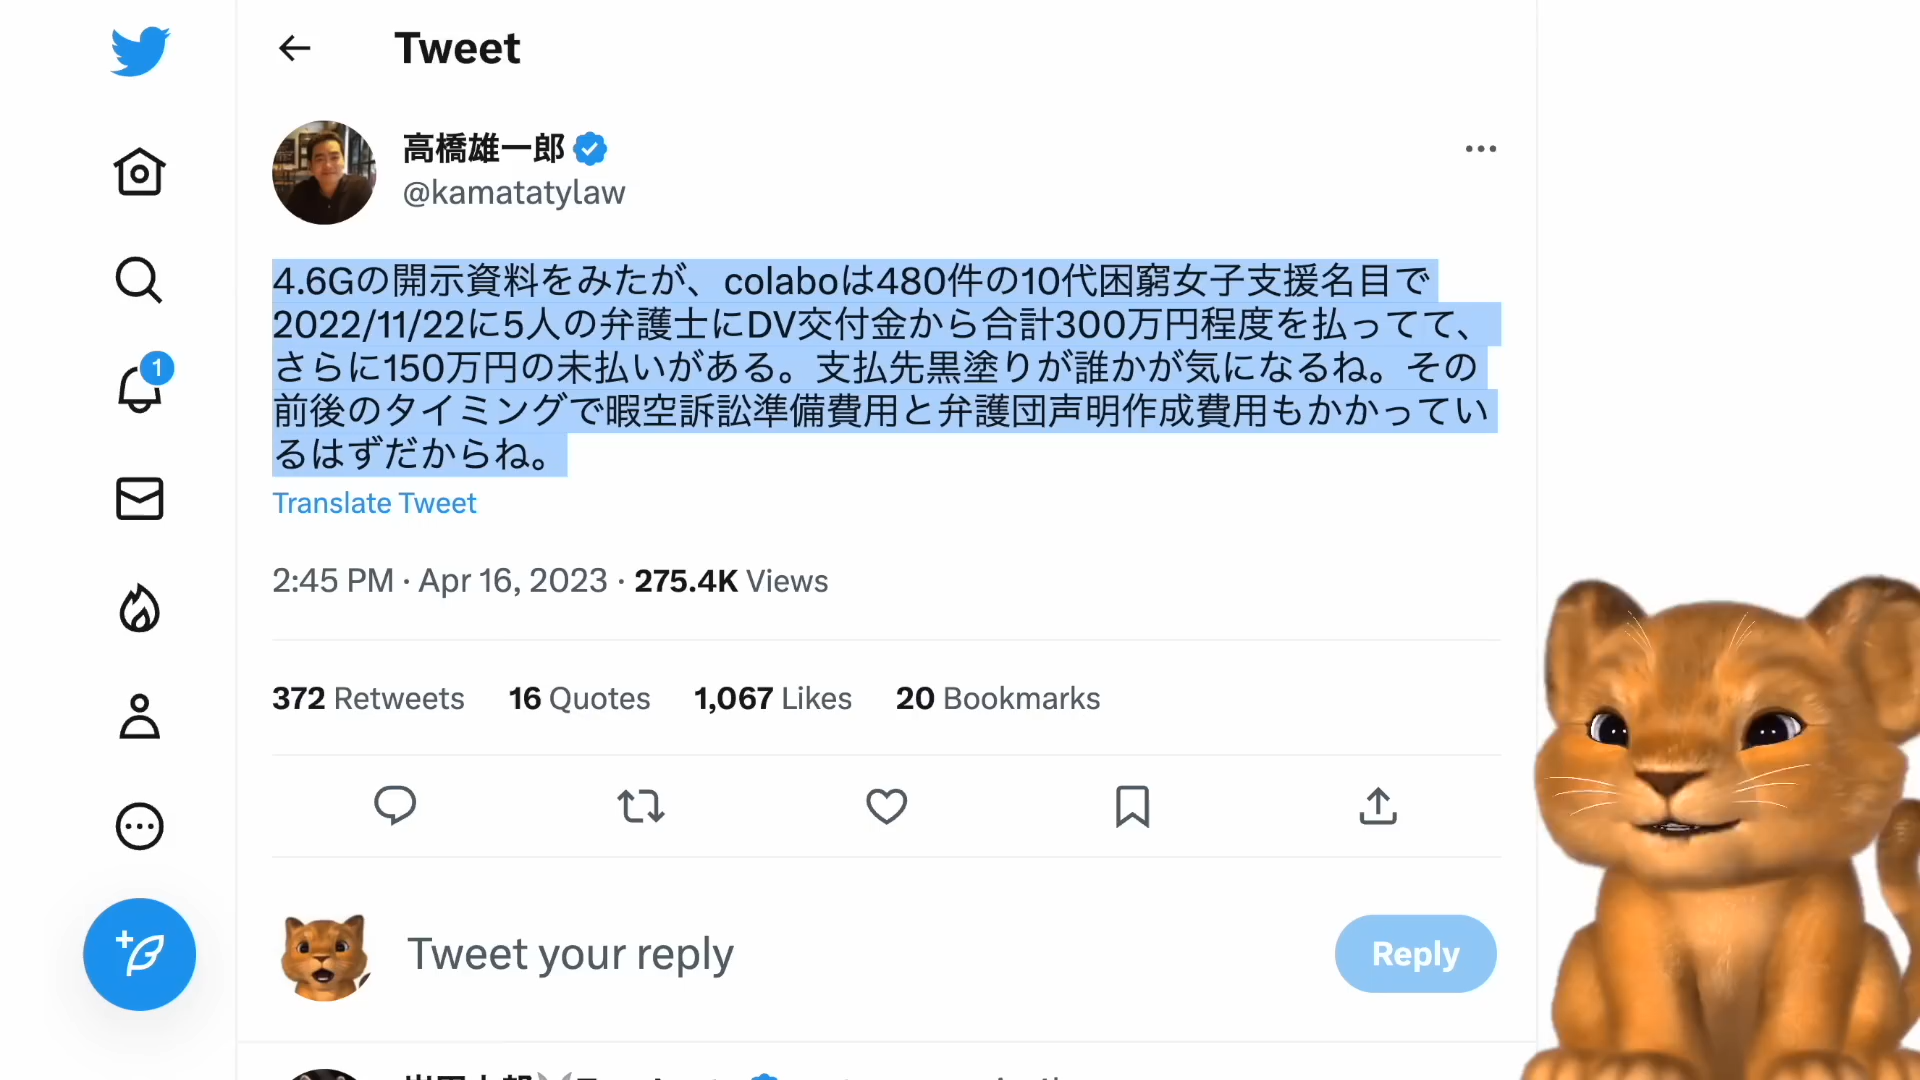 Tweet
高橋雄一郎
@kamatatylaw
4.6Gの開示資料をみたが、colaboは480件の10代困窮女子支援名目で
2022/11/22に5人の弁護士にDV交付金から合計300万円程度を払ってて、
さらに150万円の未払いがある。支払先黒塗りが誰かが気になるね。その
前後のタイミングで暇空訴訟準備費用と弁護団声明作成費用もかかってい
るはずだからね。
Translate Tweet
2:45 PM · Apr 16, 2023 · 275.4K Views
372 Retweets 16 Quotes 1,067 Likes 20 Bookmarks
Tweet your reply
Reply
1